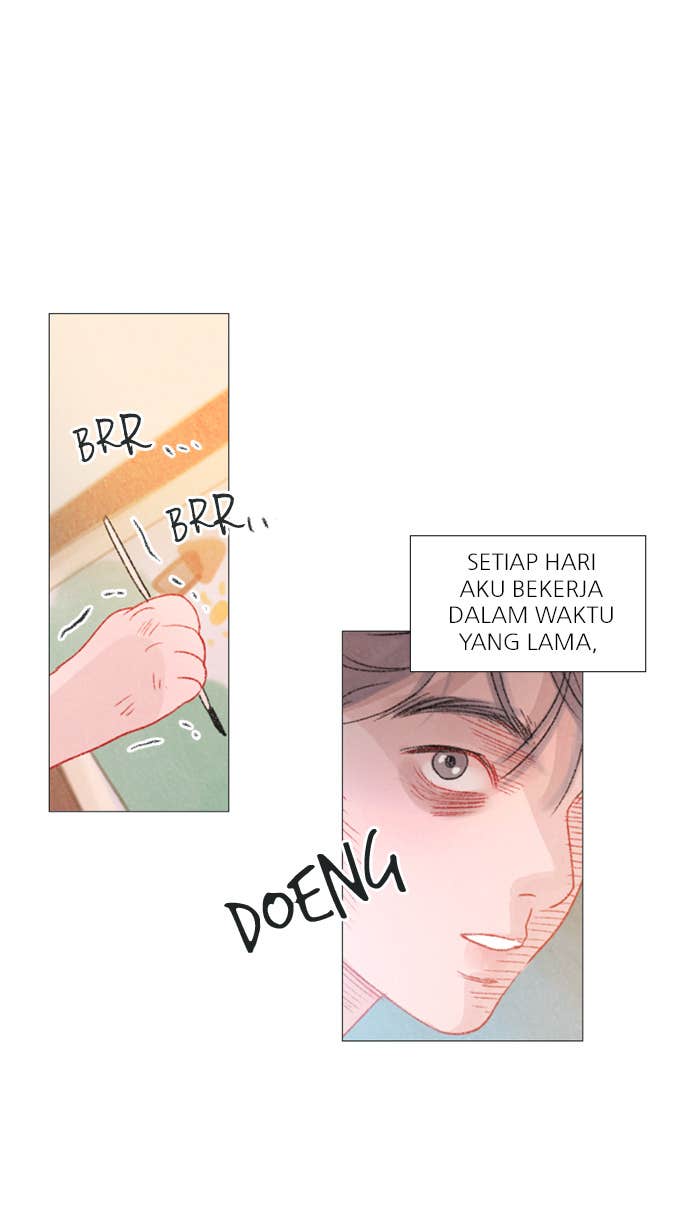 BRR...
BRR..
SETIAP HARI
AKU BEKERJA
DALAM WAKTU
YANG LAMA,
DOENG